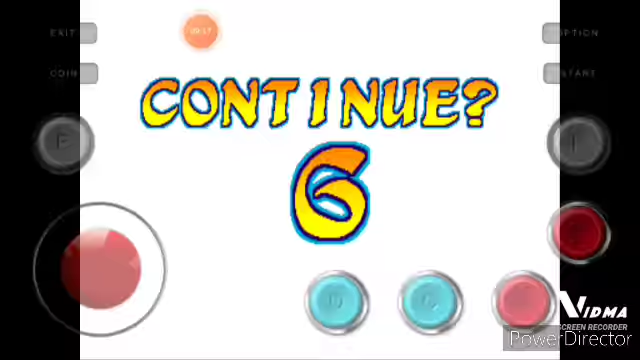 EXIT
OPTION
COIN
START
CONTINUE?
6
VIDMA
SCREEN RECORDER
PowerDirector